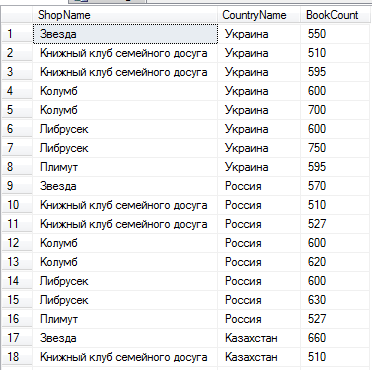 ShopName CountryName BookCount
1 Звезда Украина 550
2 Книжный клуб семейного досуга Украина 510
3 Книжный клуб семейного досуга Украина 595
4 Колумб Украина 600
5 Колумб Украина 700
6 Либрусек Украина 600
7 Либрусек Украина 750
8 Плимут Украина 595
9 Звезда Россия 570
10 Книжный клуб семейного досуга Россия 510
11 Книжный клуб семейного досуга Россия 527
12 Колумб Россия 600
13 Колумб Россия 620
14 Либрусек Россия 600
15 Либрусек Россия 630
16 Плимут Россия 527
17 Звезда Казахстан 660
18 Книжный клуб семейного досуга Казахстан 510